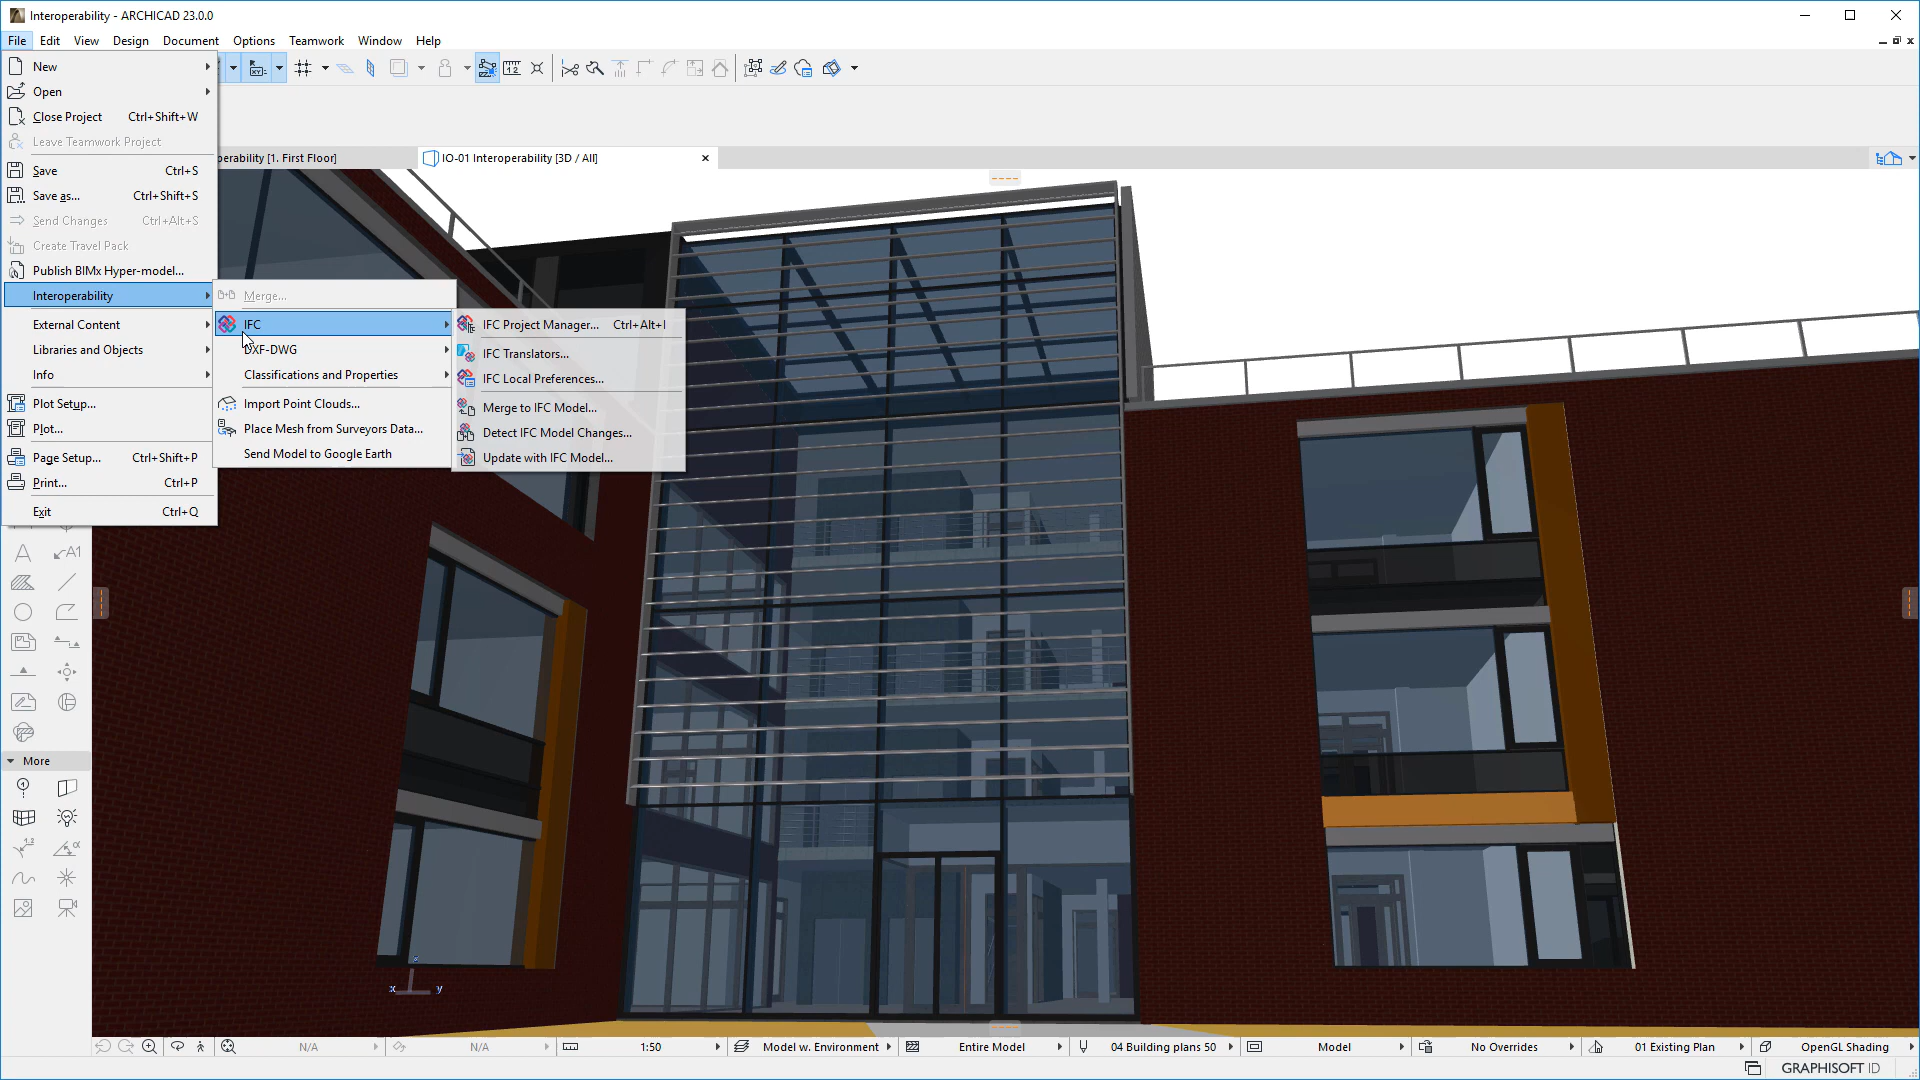 Interoperability - ARCHICAD 23.0.0
File Edit View Design Document Options Teamwork Window Help
New
Open
Close Project Ctrl+Shift+W
Leave Teamwork Project
perability [1. First Floor]
IO-01 Interoperability [3D / All]
Save Ctrl+S
Save as... Ctrl+Shift+S
Send Changes Ctrl+Alt+S
Create Travel Pack
Publish BIMx Hyper-model...
Interoperability
External Content
Libraries and Objects
Info
Plot Setup...
Plot...
Page Setup... Ctrl+Shift+P
Print... Ctrl+P
Exit Ctrl+Q
Merge...
IFC
DXF-DWG
Classifications and Properties
Import Point Clouds...
Place Mesh from Surveyors Data...
Send Model to Google Earth
IFC Project Manager... Ctrl+Alt+I
IFC Translators...
IFC Local Preferences...
Merge to IFC Model...
Detect IFC Model Changes...
Update with IFC Model...
More
x y
N/A N/A 1:50 Model w. Environment Entire Model 04 Building plans 50 Model No Overrides 01 Existing Plan OpenGL Shading
GRAPHISOFT ID